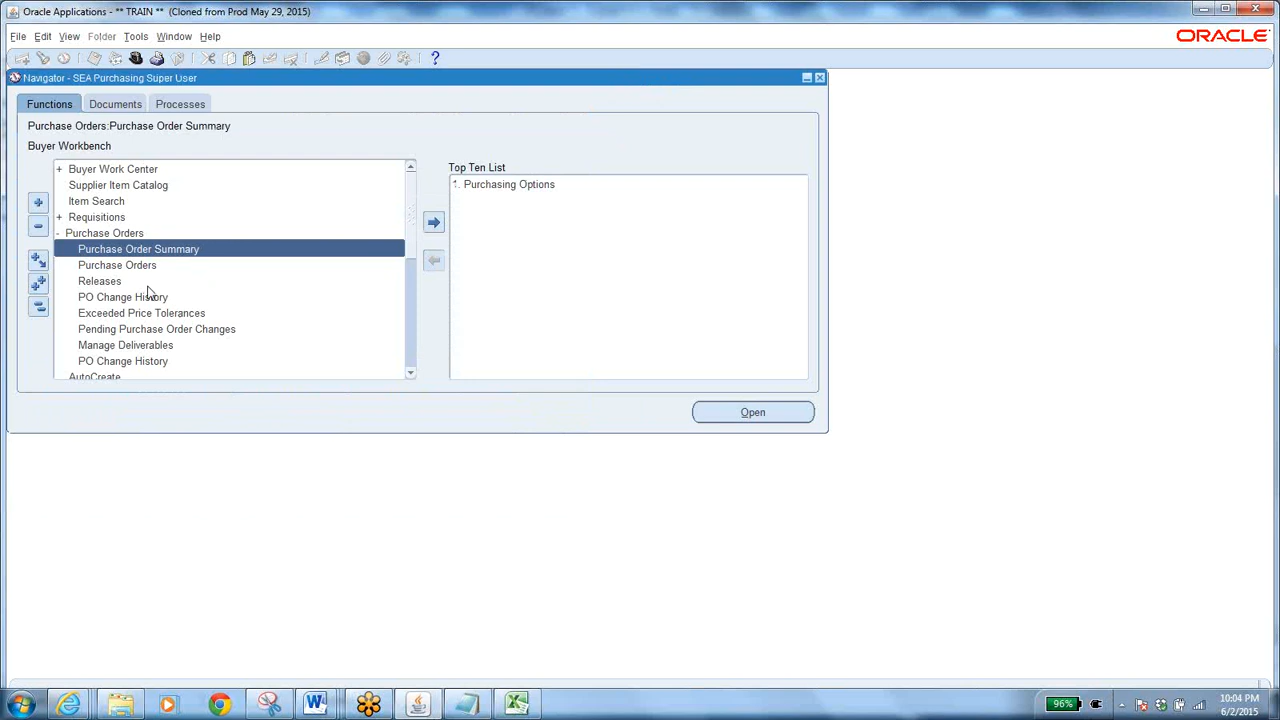 Oracle Applications - ** TRAIN ** (Cloned from Prod May 29, 2015)
File Edit View Folder Tools Window Help
ORACLE
Navigator - SEA Purchasing Super User
Functions Documents Processes
Purchase Orders:Purchase Order Summary
Buyer Workbench
+ Buyer Work Center
Supplier Item Catalog
Item Search
+ Requisitions
- Purchase Orders
Purchase Order Summary
Purchase Orders
Releases
PO Change History
Exceeded Price Tolerances
Pending Purchase Order Changes
Manage Deliverables
PO Change History
AutoCreate
Top Ten List
1. Purchasing Options
Open
96%
10:04 PM
6/2/2015